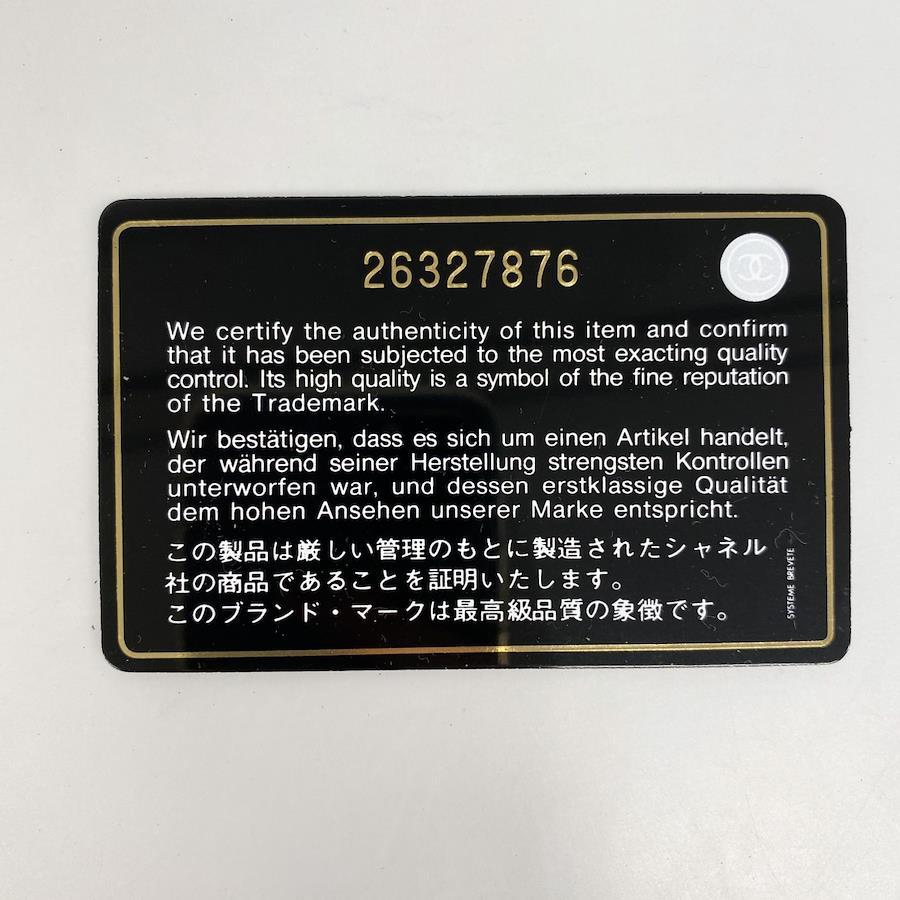 26327876
We certify the authenticity of this item and confirm
that it has been subjected to the most exacting quality
control. Its high quality is a symbol of the fine reputation
of the Trademark.
Wir bestätigen, dass es sich um einen Artikel handelt,
der während seiner Herstellung strengsten Kontrollen
unterworfen war, und dessen erstklassige Qualität
dem hohen Ansehen unserer Marke entspricht.
この製品は厳しい管理のもとに製造されたシャネル
社の商品であることを証明いたします。
このブランド・マークは最高級品質の象徴です。
SYSTEME BREVETE